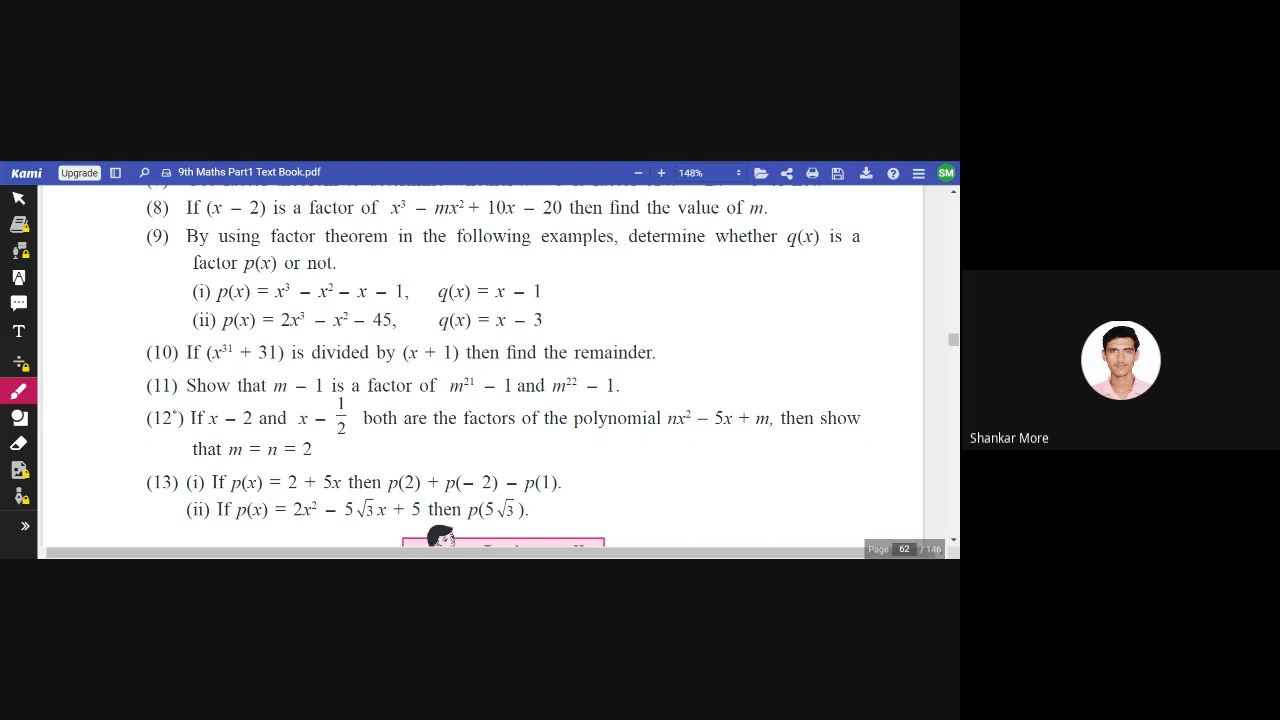 Kami Upgrade 9th Maths Part1 Text Book.pdf 148% SM
(8) If (x – 2) is a factor of x³ – mx² + 10x – 20 then find the value of m.
(9) By using factor theorem in the following examples, determine whether q(x) is a
factor p(x) or not.
(i) p(x) = x³ – x² – x – 1, q(x) = x – 1
(ii) p(x) = 2x³ – x² – 45, q(x) = x – 3
(10) If (x³¹ + 31) is divided by (x + 1) then find the remainder.
(11) Show that m – 1 is a factor of m²¹ – 1 and m²² – 1.
(12*) If x – 2 and x – 1/2 both are the factors of the polynomial nx² – 5x + m, then show
that m = n = 2
(13) (i) If p(x) = 2 + 5x then p(2) + p(– 2) – p(1).
(ii) If p(x) = 2x² – 5√3 x + 5 then p(5√3 ).
Page 62 / 146
Shankar More